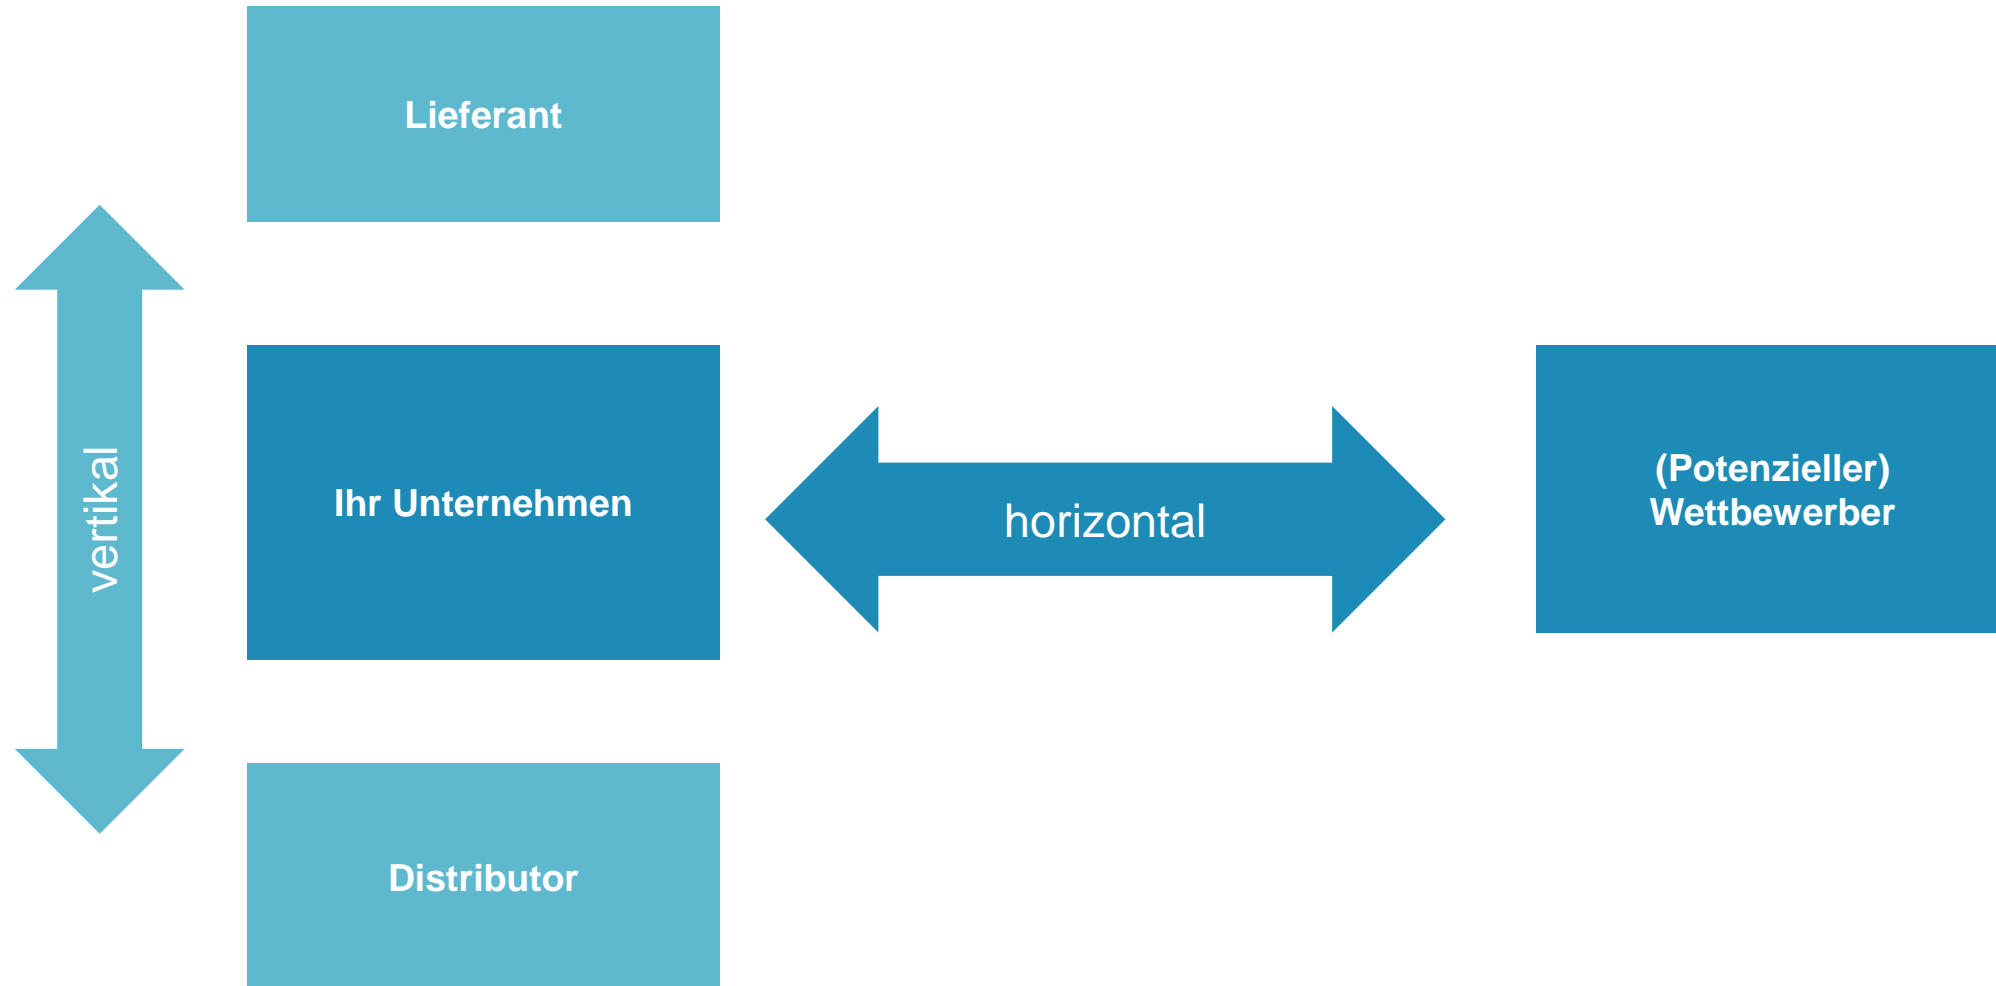 Lieferant
vertikal
Ihr Unternehmen
horizontal
(Potenzieller)
Wettbewerber
Distributor